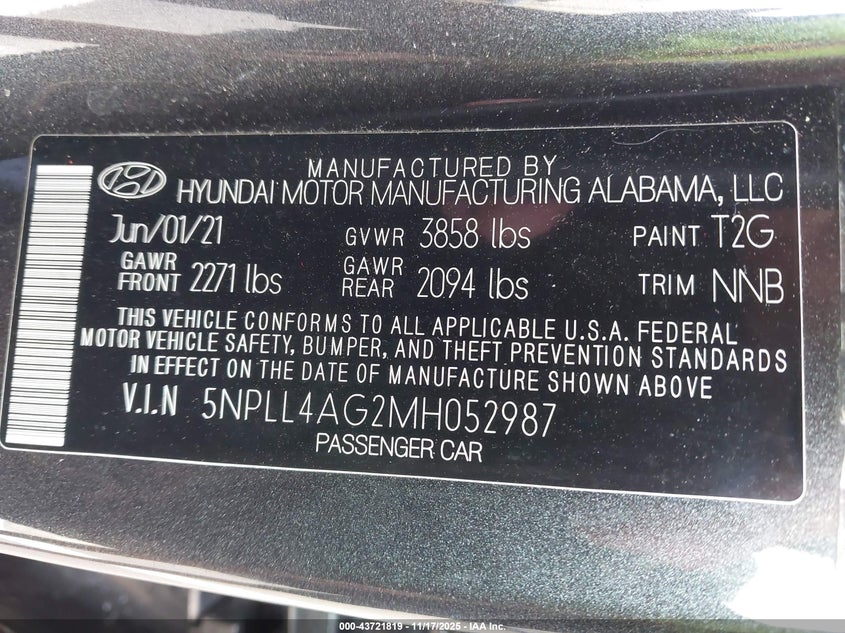 MANUFACTURED BY
HYUNDAI MOTOR MANUFACTURING ALABAMA, LLC
Jun/01/21 GVWR 3858 lbs PAINT T2G
GAWR FRONT 2271 lbs GAWR REAR 2094 lbs TRIM NNB
THIS VEHICLE CONFORMS TO ALL APPLICABLE U.S.A. FEDERAL
MOTOR VEHICLE SAFETY, BUMPER, AND THEFT PREVENTION STANDARDS
IN EFFECT ON THE DATE OF MANUFACTURE SHOWN ABOVE
V.I.N 5NPLL4AG2MH052987
PASSENGER CAR
000-43721819 - 11/17/2025 - IAA Inc.